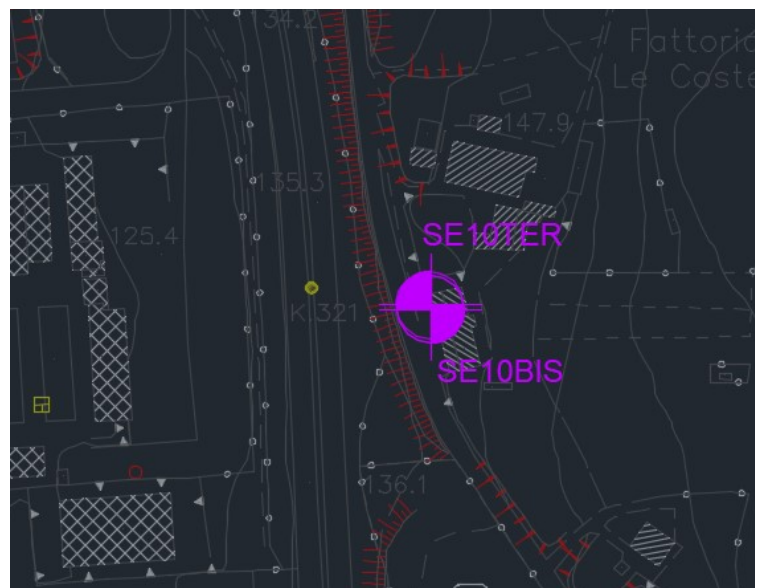 134.2
Fattoria
Le Coste
147.9
135.3
125.4
SE10TER
K.321
SE10BIS
136.1